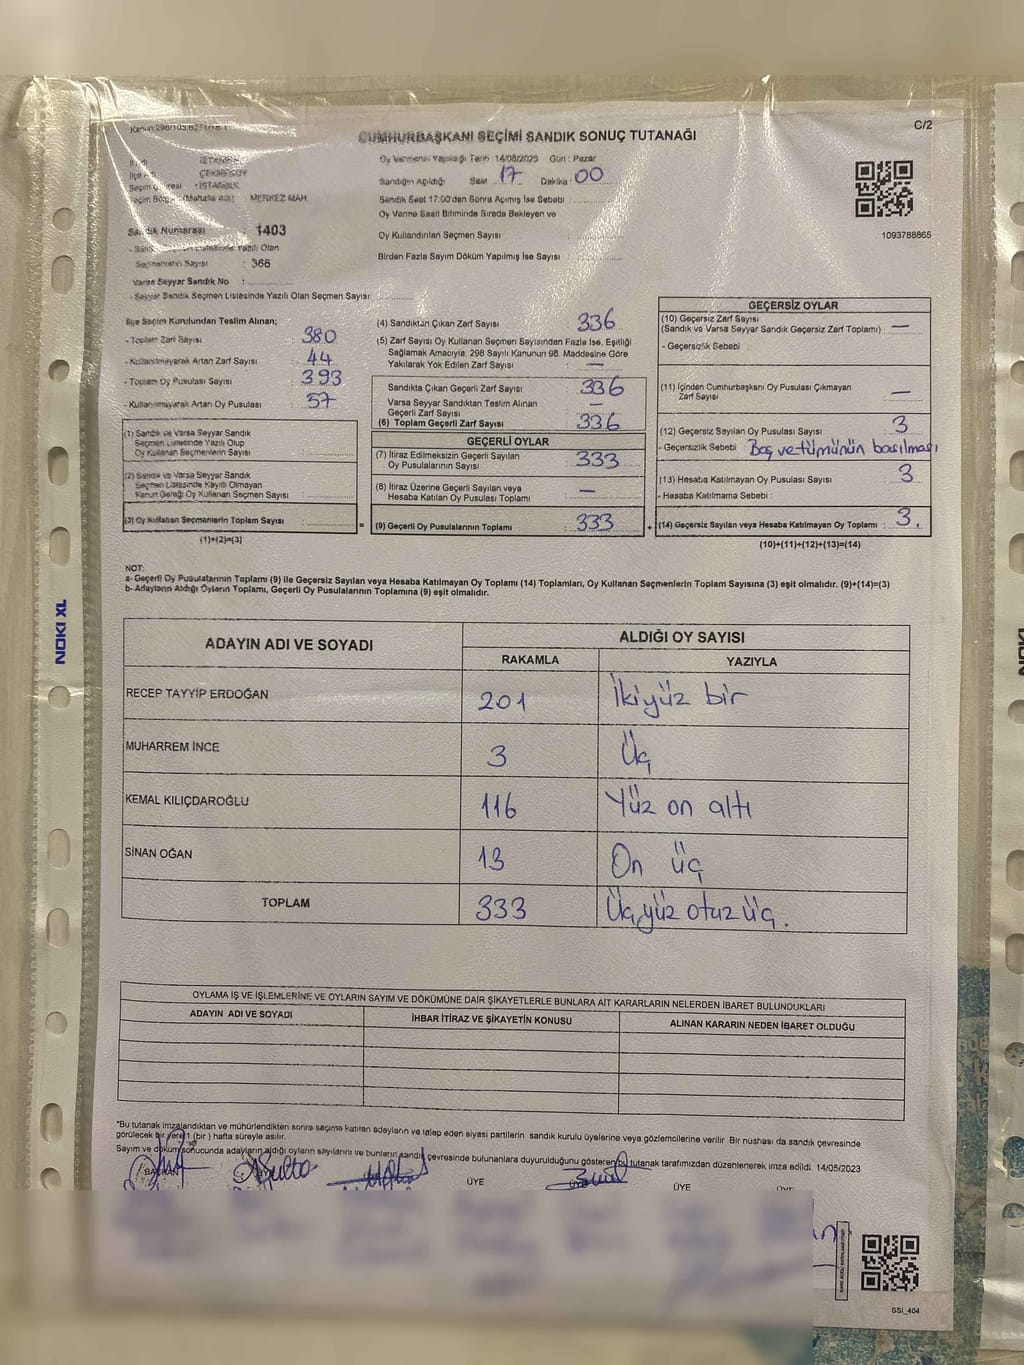 Kanun 298/105,6271/18-1
C/2
CUMHURBAŞKANI SEÇİMİ SANDIK SONUÇ TUTANAĞI
İli Adı : İSTANBUL
İlçe Adı : ÇEKMEKÖY
Seçim Çevresi : İSTANBUL
Seçim Bölgesi (Mahalle Adı) MERKEZ MAH.
Sandık Numarası : 1403
- Sandık Seçmen Listesinde Yazılı Olan
Seçmenlerin Sayısı : 366
Varsa Seyyar Sandık No :
- Seyyar Sandık Seçmen Listesinde Yazılı Olan Seçmen Sayısı:
Oy Vermenin Yapıldığı Tarih 14/05/2023 Gün : Pazar
Sandığın Açıldığı Saat 17 Dakika : 00
Sandık Saat 17:00'den Sonra Açımış İse Sebebi :
Oy Verme Saati Bitiminde Sırada Bekleyen ve
Oy Kullandırılan Seçmen Sayısı :
Birden Fazla Sayım Döküm Yapılmış İse Sayısı :
1093788865
İlçe Seçim Kurulundan Teslim Alınan;
- Toplam Zarf Sayısı : 380
- Kullanılmayarak Artan Zarf Sayısı : 44
- Toplam Oy Pusulası Sayısı : 393
- Kullanılmayarak Artan Oy Pusulası : 57
(1) Sandık ve Varsa Seyyar Sandık
Seçmen Listesinde Yazılı Olup
Oy Kullanan Seçmenlerin Sayısı :
(2) Sandık ve Varsa Seyyar Sandık
Seçmen Listesinde Kayıtlı Olmayan
Kanun Gereği Oy Kullanan Seçmen Sayısı :
(3) Oy Kullanan Seçmenlerin Toplam Sayısı : =
(1)+(2)=(3)
(4) Sandıktan Çıkan Zarf Sayısı : 336
(5) Zarf Sayısı Oy Kullanan Seçmen Sayısından Fazla İse, Eşitliği
Sağlamak Amacıyla, 298 Sayılı Kanunun 98. Maddesine Göre
Yakılarak Yok Edilen Zarf Sayısı : —
Sandıkta Çıkan Geçerli Zarf Sayısı : 336
Varsa Seyyar Sandıktan Teslim Alınan
Geçerli Zarf Sayısı : —
(6) Toplam Geçerli Zarf Sayısı : 336
GEÇERLİ OYLAR
(7) İtiraz Edilmeksizin Geçerli Sayılan
Oy Pusulalarının Sayısı : 333
(8) İtiraz Üzerine Geçerli Sayılan veya
Hesaba Katılan Oy Pusulası Toplamı : —
(9) Geçerli Oy Pusulalarının Toplamı : 333 +
GEÇERSİZ OYLAR
(10) Geçersiz Zarf Sayısı
(Sandık ve Varsa Seyyar Sandık Geçersiz Zarf Toplamı) : —
- Geçersizlik Sebebi :
(11) İçinden Cumhurbaşkanı Oy Pusulası Çıkmayan
Zarf Sayısı : —
(12) Geçersiz Sayılan Oy Pusulası Sayısı : 3
- Geçersizlik Sebebi Boş ve tümünün basılması
(13) Hesaba Katılmayan Oy Pusulası Sayısı : 3
- Hesaba Katılmama Sebebi :
(14) Geçersiz Sayılan veya Hesaba Katılmayan Oy Toplamı : 3.
(10)+(11)+(12)+(13)=(14)
NOT:
a- Geçerli Oy Pusulalarının Toplamı (9) ile Geçersiz Sayılan veya Hesaba Katılmayan Oy Toplamı (14) Toplamları, Oy Kullanan Seçmenlerin Toplam Sayısına (3) eşit olmalıdır. (9)+(14)=(3)
b- Adayların Aldığı Oyların Toplamı, Geçerli Oy Pusulalarının Toplamına (9) eşit olmalıdır.
ADAYIN ADI VE SOYADI ALDIĞI OY SAYISI
RAKAMLA YAZIYLA
RECEP TAYYİP ERDOĞAN 201 İkiyüz bir
MUHARREM İNCE 3 Üç
KEMAL KILIÇDAROĞLU 116 Yüz on altı
SİNAN OĞAN 13 On üç
TOPLAM 333 Üç yüz otuz üç.
OYLAMA İŞ VE İŞLEMLERİNE VE OYLARIN SAYIM VE DÖKÜMÜNE DAİR ŞİKAYETLERLE BUNLARA AİT KARARLARIN NELERDEN İBARET BULUNDUKLARI
ADAYIN ADI VE SOYADI İHBAR İTİRAZ VE ŞİKAYETİN KONUSU ALINAN KARARIN NEDEN İBARET OLDUĞU
"Bu tutanak imzalandıktan ve mühürlendikten sonra seçime katılan adayların ve talep eden siyasi partilerin sandık kurulu üyelerine veya gözlemcilerine verilir. Bir nüshası da sandık çevresinde
görülecek bir yere 1 (bir ) hafta süreyle asılır.
Sayım ve döküm sonucunda adayların aldığı oyların sayılarını ve bunların sandık çevresinde bulunanlara duyurulduğunu gösteren bu tutanak tarafımızdan düzenlenerek imza edildi. 14/05/2023
BAŞKAN ÜYE ÜYE ÜYE
SSI_404
NOKI XL
NOKI